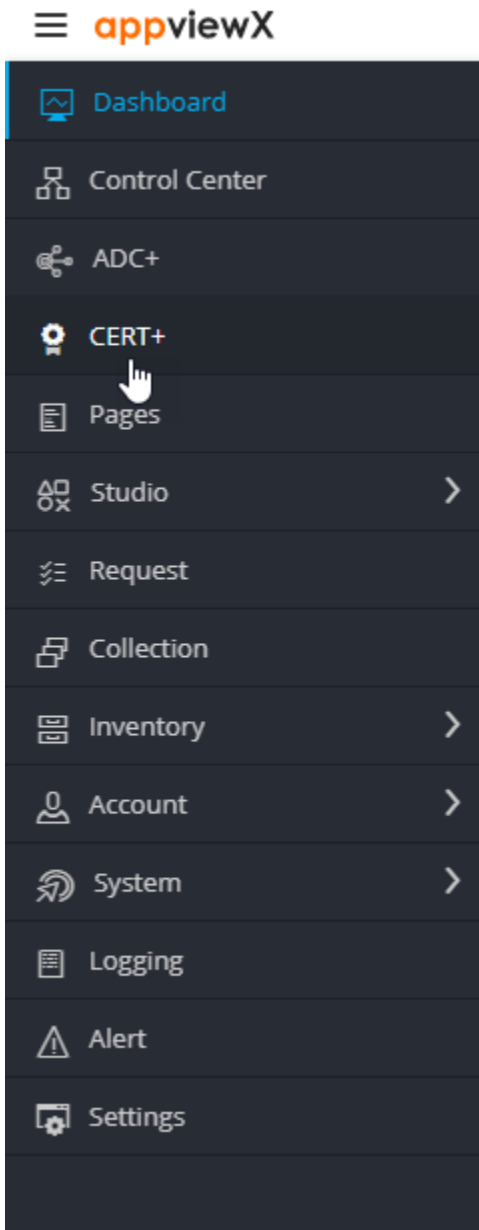 appviewX
Dashboard
Control Center
ADC+
CERT+
Pages
Studio
Request
Collection
Inventory
Account
System
Logging
Alert
Settings